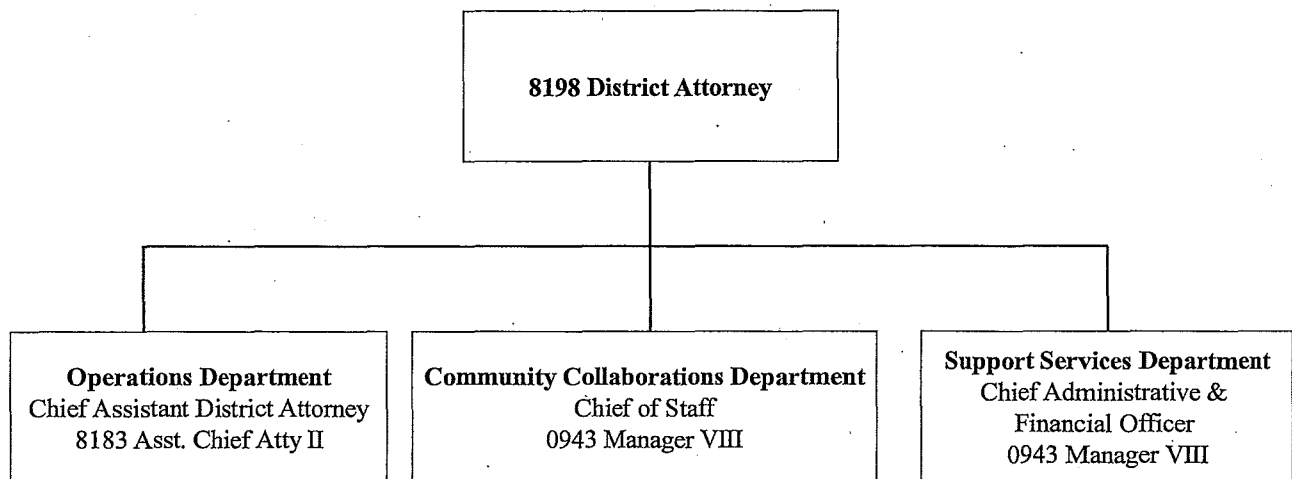 8198 District Attorney
Operations Department
Chief Assistant District Attorney
8183 Asst. Chief Atty II
Community Collaborations Department
Chief of Staff
0943 Manager VIII
Support Services Department
Chief Administrative &
Financial Officer
0943 Manager VIII